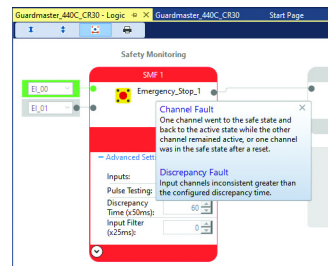 Guardmaster_440C_CR30 - Logic
Guardmaster_440C_CR30
Start Page
Safety Monitoring
SMF 1
EI_00
Emergency_Stop_1
EI_01
Channel Fault
One channel went to the safe state and
back to the active state while the other
channel remained active, or one channel
was in the safe state after a reset.
Discrepancy Fault
Input channels inconsistent greater than
the configured discrepancy time.
Advanced Setti
Inputs:
Pulse Testing:
Discrepancy
Time (x50ms):
60
Input Filter
(x25ms):
0